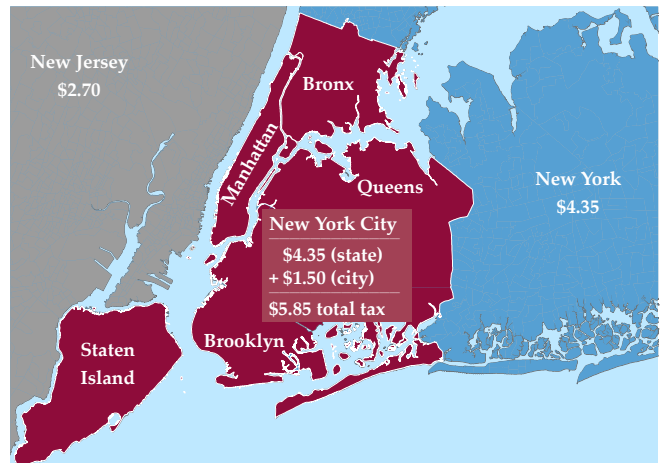 New Jersey
$2.70
Bronx
Manhattan
Queens
New York
$4.35
New York City
$4.35 (state)
+ $1.50 (city)
$5.85 total tax
Brooklyn
Staten
Island